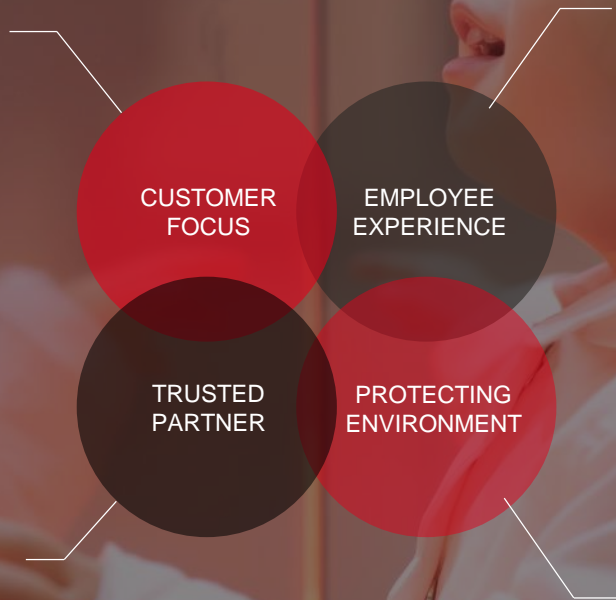 CUSTOMER
FOCUS
EMPLOYEE
EXPERIENCE
TRUSTED
PARTNER
PROTECTING
ENVIRONMENT